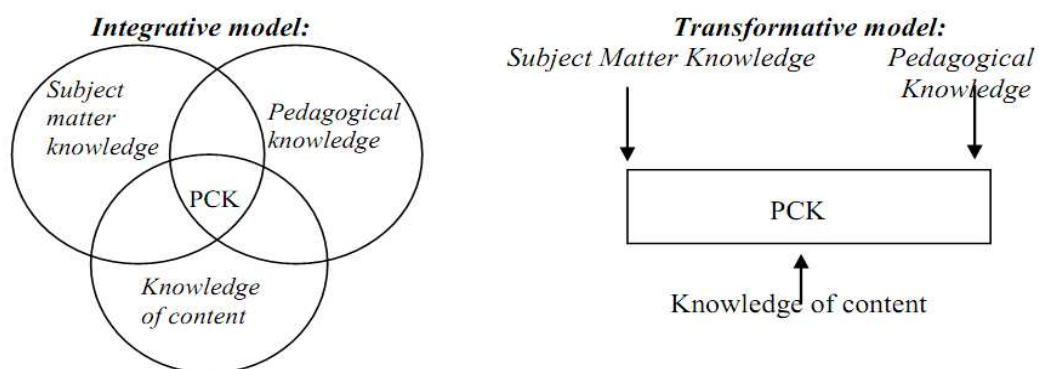 Integrative model:
Subject
matter
knowledge
Pedagogical
knowledge
PCK
Knowledge
of content
Transformative model:
Subject Matter Knowledge
Pedagogical
Knowledge
PCK
Knowledge of content